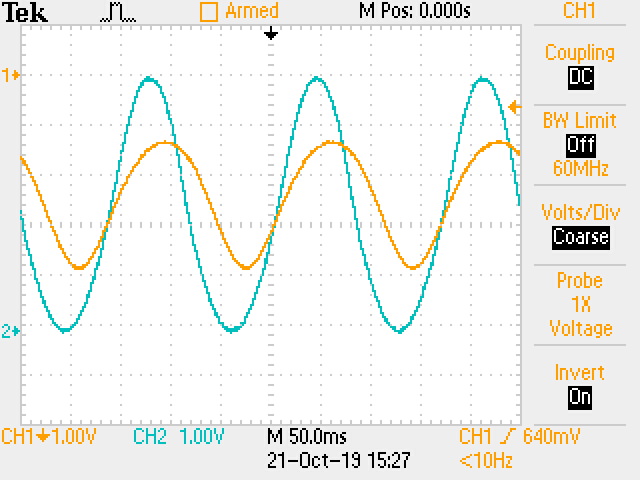 Tek Armed M Pos: 0.000s CH1
Coupling
DC
BW Limit
Off
60MHz
Volts/Div
Coarse
Probe
1X
Voltage
Invert
On
1
2
CH1 1.00V CH2 1.00V M 50.0ms CH1 640mV
21-Oct-19 15:27 <10Hz